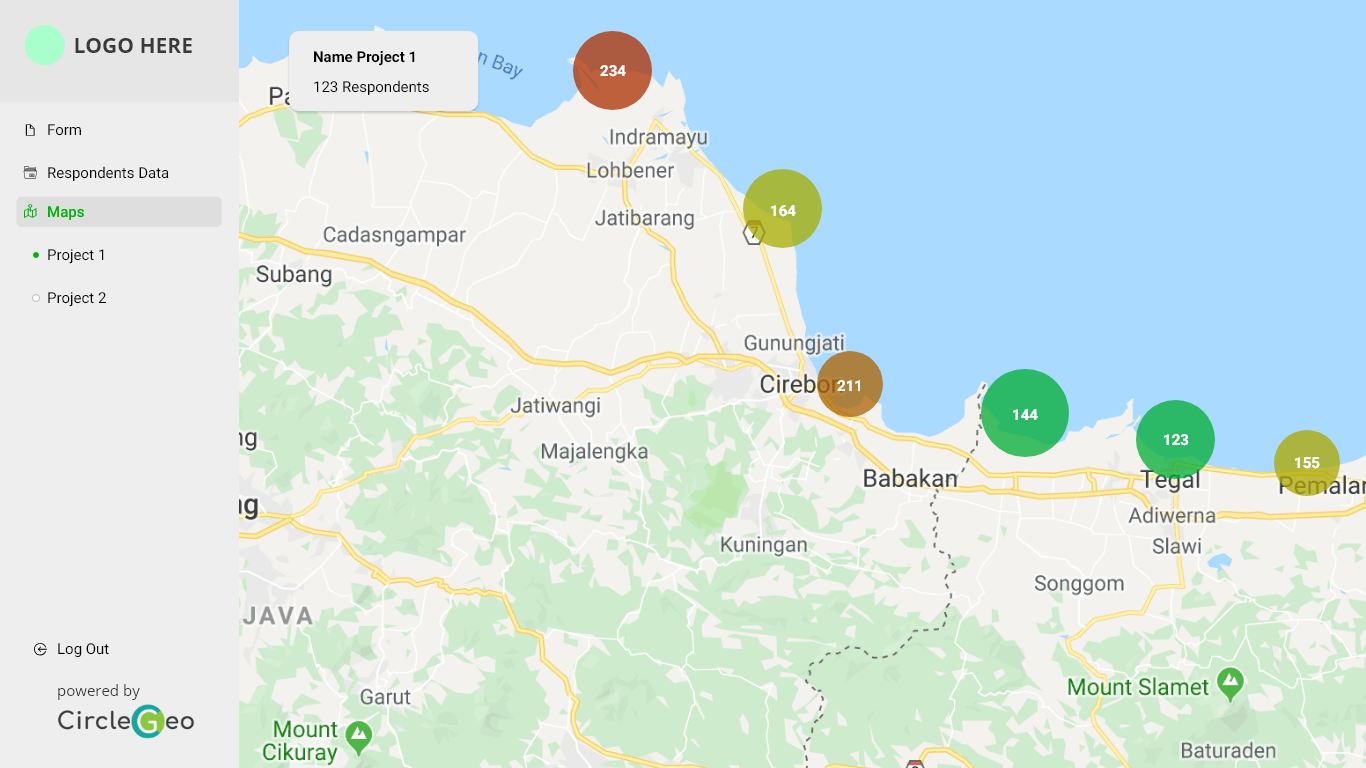 LOGO HERE
Form
Respondents Data
Maps
Project 1
Project 2
Log Out
powered by
CircleGeo
Name Project 1
123 Respondents
n Bay
Pa
234
Indramayu
Lohbener
164
7
Jatibarang
Cadasngampar
Subang
Gunungjati
Cirebon
211
Jatiwangi
144
123
155
ng
Majalengka
Babakan
Tegal
Pemalan
ng
Adiwerna
Kuningan
Slawi
Songgom
JAVA
Mount Slamet
Garut
Mount
Cikuray
Baturaden